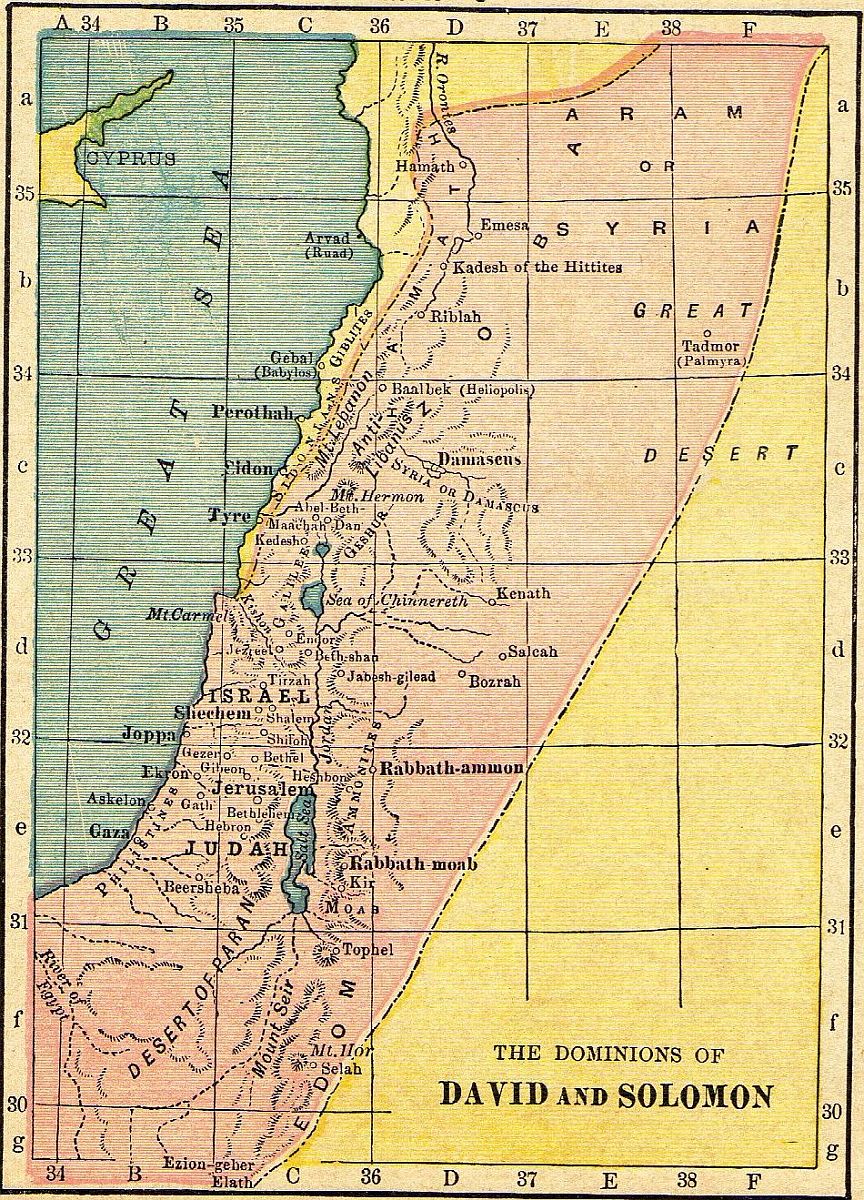 A 34 B 35 C 36 D 37 E 38 F
a
a
R. Orontes
A R A M
CYPRUS
OR
Hamath
35
35
HAMATH
Arvad
(Ruad)
Emesa
S Y R I A
Kadesh of the Hittites
b
b
GREAT
Riblah
Tadmor
(Palmyra)
GIBLITES
Gebal
(Babylos)
34
34
Baalbek (Heliopolis)
A B O Z A H
Perothah
Mt. Lebanon
Anti-
Libanus
SIDONIANS
DESERT
c
c
Damascus
Sidon
SYRIA OR DAMASCUS
Mt. Hermon
Abel-Beth-
Maachah
Dan
Tyre
Kedesh
GESHUR
GREAT SEA
33
33
GALILEE
Kenath
Sea of Chinnereth
Mt Carmel
Kishon
Endor
d
d
Jezreel
Beth-shan
Salcah
Jabesh-gilead
Bozrah
Tirzah
ISRAEL
Shechem
Shalem
Jordan
Joppa
Shiloh
32
32
Gezer
Bethel
AMMONITES
Ekron
Gibeon
Heshbon
Rabbath-ammon
Jerusalem
Askelon
Gath
Bethlehem
Gaza
Hebron
e
e
PHILISTINES
JUDAH
Salt Sea
Rabbath-moab
Beersheba
Kir
MOAB
31
31
Tophel
River of
Egypt
DESERT OF PARAN
Mount Seir
EDOM
f
f
Mt. Hor
Selah
THE DOMINIONS OF
DAVID AND SOLOMON
30
30
g
g
Ezion-geber
Elath
34 B C 36 D 37 E 38 F